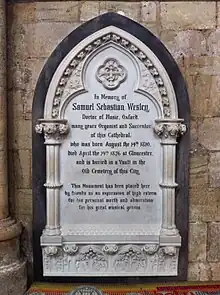 In Memory of
Samuel Sebastian Wesley,
Doctor of Music, Oxford.
many years Organist and Succentor
of this Cathedral.
who was born August the 14th 1810,
Died April the 19th 1876, at Gloucester,
and is buried in a Vault in the
Old Cemetery of this City.
This Monument has been placed here
by friends as an expression of high esteem
for his personal worth and admiration
for his great musical genius.